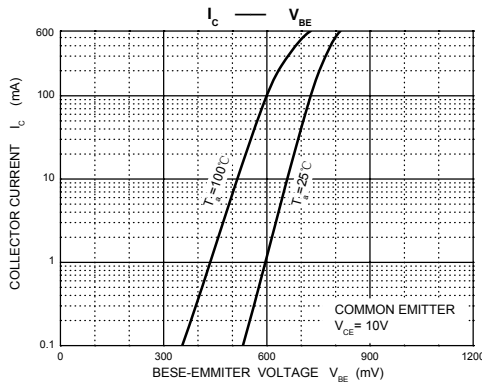 I_C —— V_BE
COLLECTOR CURRENT I_C (mA)
600
100
10
1
0.1
T_a=100℃
T_a=25℃
COMMON EMITTER
V_CE= 10V
0
300
600
900
1200
BESE-EMMITER VOLTAGE V_BE (mV)